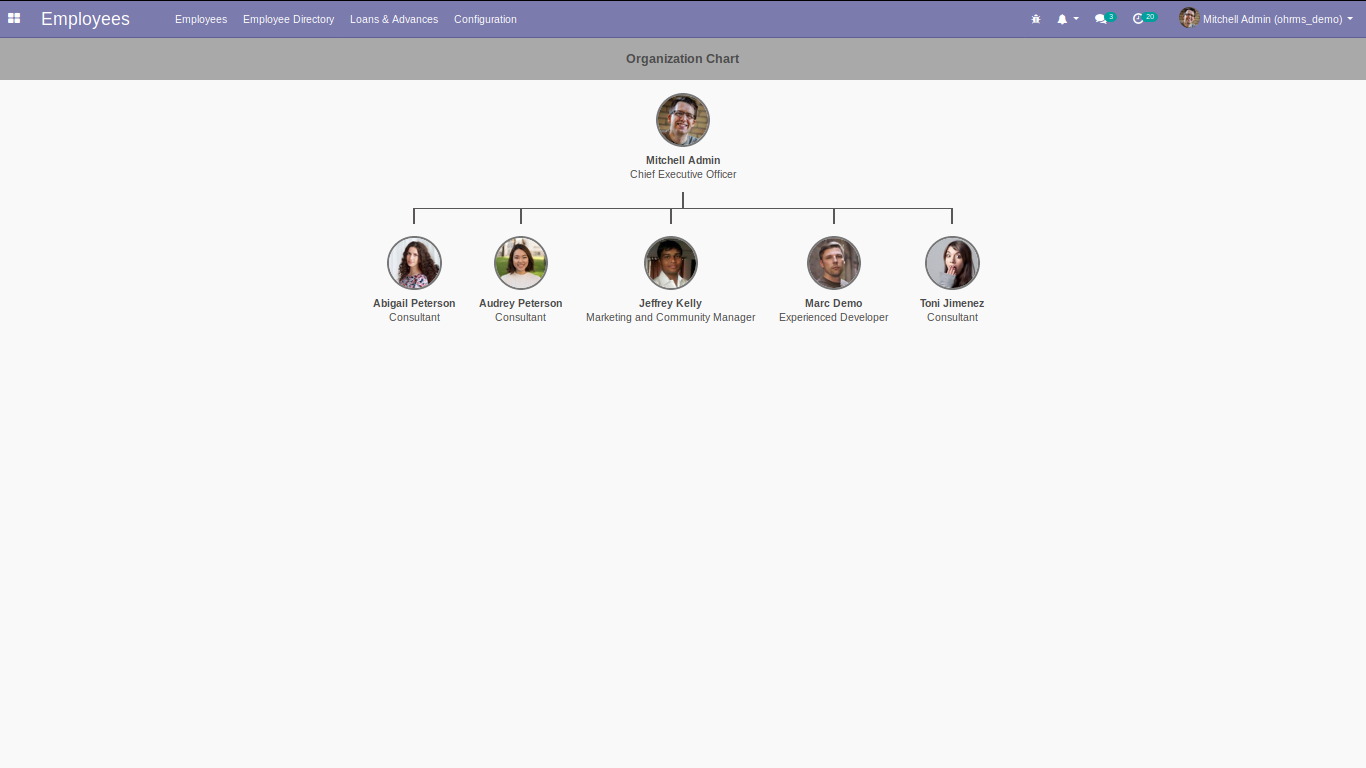 Employees Employees Employee Directory Loans & Advances Configuration 3 20 Mitchell Admin (ohrms_demo)
Organization Chart
Mitchell Admin
Chief Executive Officer
Abigail Peterson Audrey Peterson Jeffrey Kelly Marc Demo Toni Jimenez
Consultant Consultant Marketing and Community Manager Experienced Developer Consultant